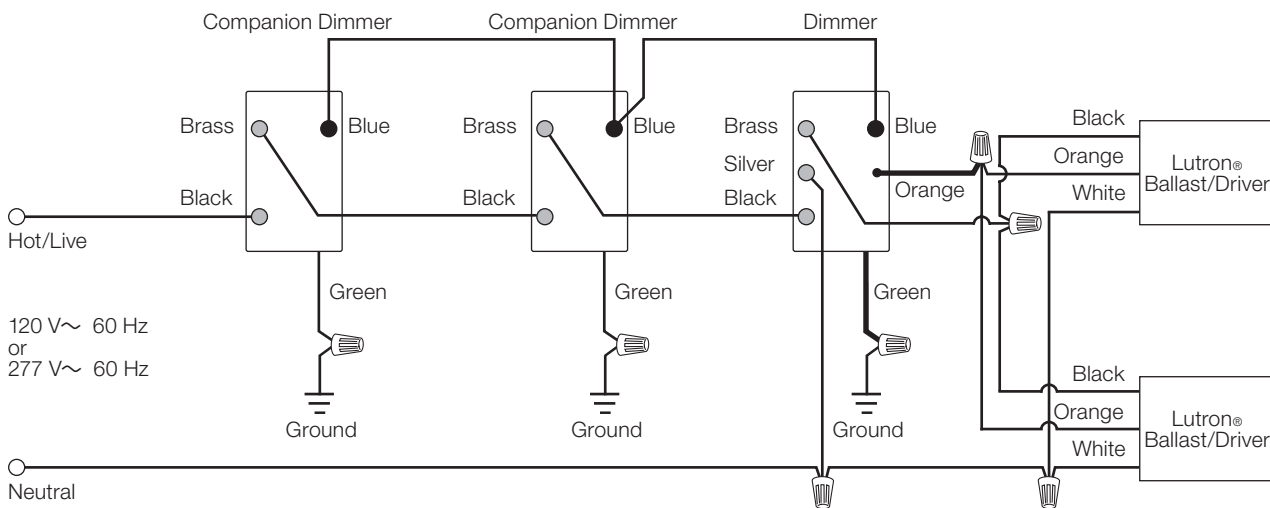 Companion Dimmer
Companion Dimmer
Dimmer
Brass
Blue
Brass
Blue
Brass
Blue
Silver
Orange
Black
Black
Black
Hot/Live
Black
Orange
White
Lutron®
Ballast/Driver
120 V~ 60 Hz
or
277 V~ 60 Hz
Green
Green
Green
Ground
Ground
Ground
Black
Orange
White
Lutron®
Ballast/Driver
Neutral